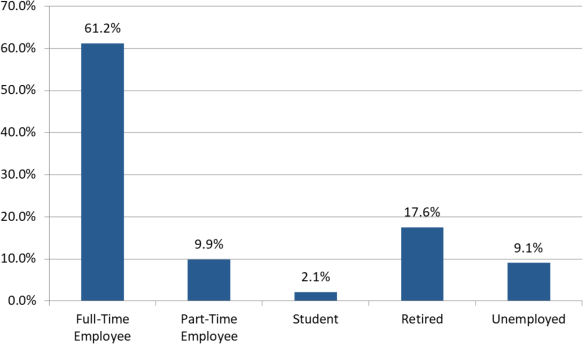 70.0%
60.0%
50.0%
40.0%
30.0%
20.0%
10.0%
0.0%
61.2%
9.9%
2.1%
17.6%
9.1%
Full-Time
Employee
Part-Time
Employee
Student
Retired
Unemployed